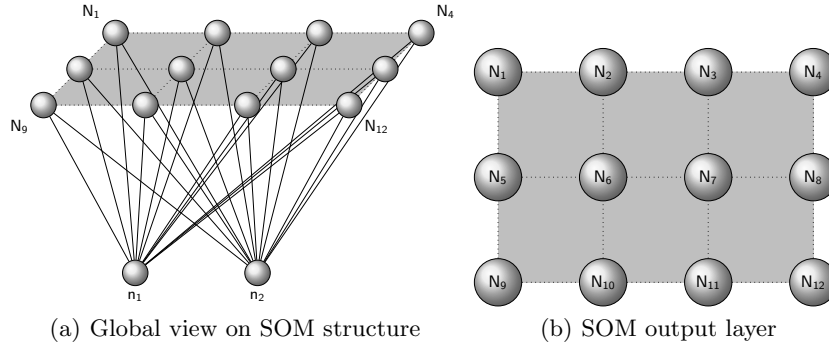 N1 N4
N9 N12
n1 n2
(a) Global view on SOM structure
N1 N2 N3 N4
N5 N6 N7 N8
N9 N10 N11 N12
(b) SOM output layer